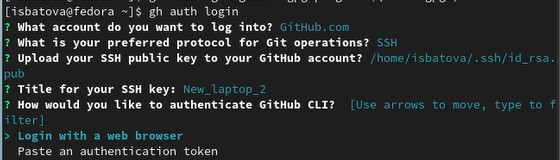 [isbatova@fedora ~]$ gh auth login
? What account do you want to log into? GitHub.com
? What is your preferred protocol for Git operations? SSH
? Upload your SSH public key to your GitHub account? /home/isbatova/.ssh/id_rsa.
pub
? Title for your SSH key: New_laptop_2
? How would you like to authenticate GitHub CLI?  [Use arrows to move, type to f
ilter]
> Login with a web browser
  Paste an authentication token